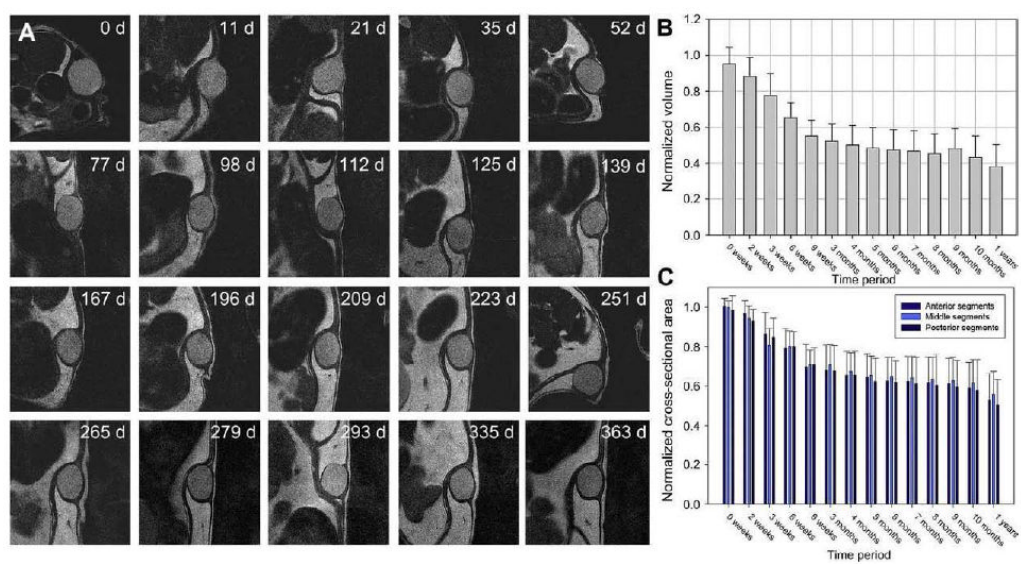 A
0 d
11 d
21 d
35 d
52 d
77 d
98 d
112 d
125 d
139 d
167 d
196 d
209 d
223 d
251 d
265 d
279 d
293 d
335 d
363 d
B
Normalized volume
1.2
1.0
0.8
0.6
0.4
0.2
0.0
0 weeks
2 weeks
3 weeks
6 weeks
8 weeks
3 months
4 months
5 months
6 months
7 months
8 months
9 months
10 months
1 years
Time period
C
Normalized cross-sectional area
1.0
0.8
0.6
0.4
0.2
0.0
Anterior segments
Middle segments
Posterior segments
0 weeks
2 weeks
3 weeks
6 weeks
8 weeks
3 months
4 months
5 months
6 months
7 months
8 months
9 months
10 months
1 years
Time period